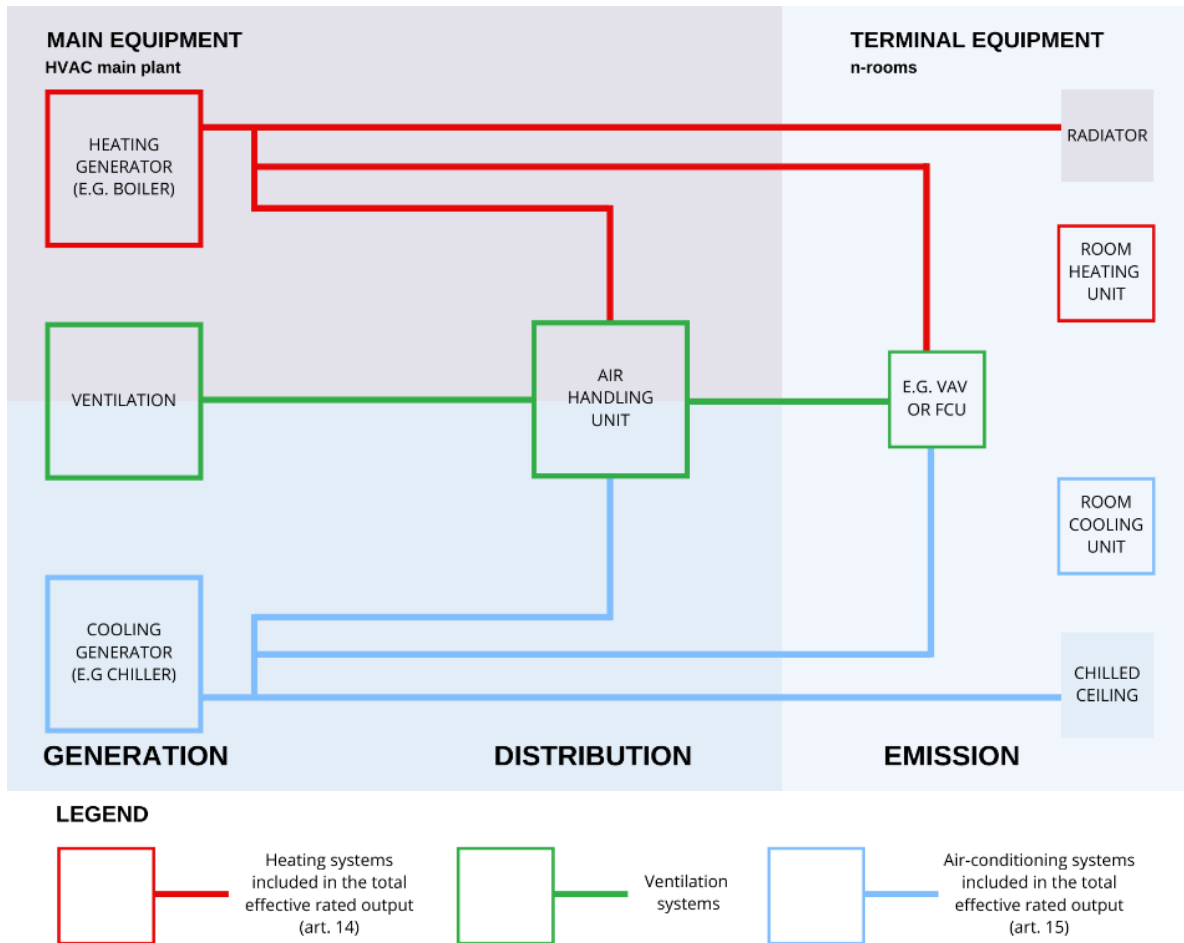 MAIN EQUIPMENT
HVAC main plant
TERMINAL EQUIPMENT
n-rooms
HEATING
GENERATOR
(E.G. BOILER)
RADIATOR
ROOM
HEATING
UNIT
VENTILATION
AIR
HANDLING
UNIT
E.G. VAV
OR FCU
ROOM
COOLING
UNIT
COOLING
GENERATOR
(E.G CHILLER)
CHILLED
CEILING
GENERATION
DISTRIBUTION
EMISSION
LEGEND
Heating systems
included in the total
effective rated output
(art. 14)
Ventilation
systems
Air-conditioning systems
included in the total
effective rated output
(art. 15)